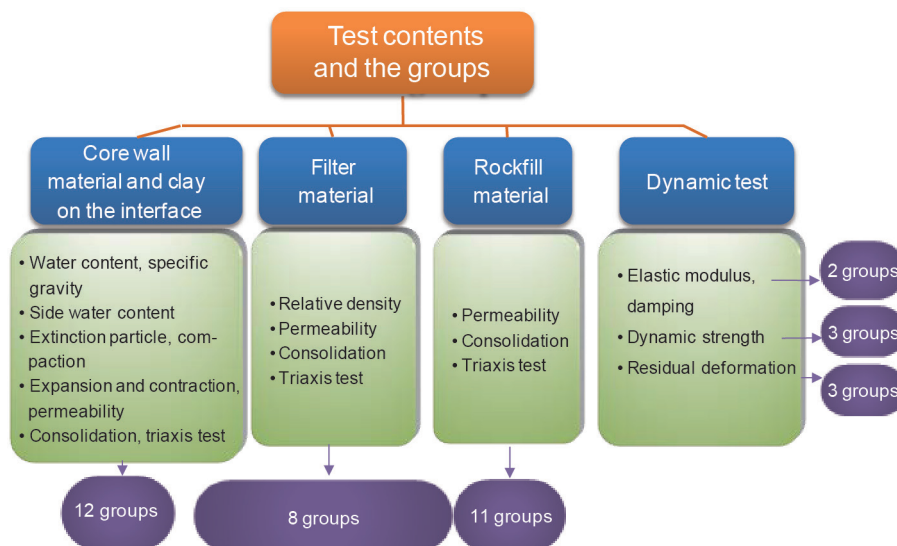 Test contents
and the groups
Core wall
material and clay
on the interface
• Water content, specific
gravity
• Side water content
• Extinction particle, com-
paction
• Expansion and contraction,
permeability
• Consolidation, triaxis test
12 groups
Filter
material
• Relative density
• Permeability
• Consolidation
• Triaxis test
8 groups
Rockfill
material
• Permeability
• Consolidation
• Triaxis test
11 groups
Dynamic test
• Elastic modulus,
damping
• Dynamic strength
• Residual deformation
2 groups
3 groups
3 groups